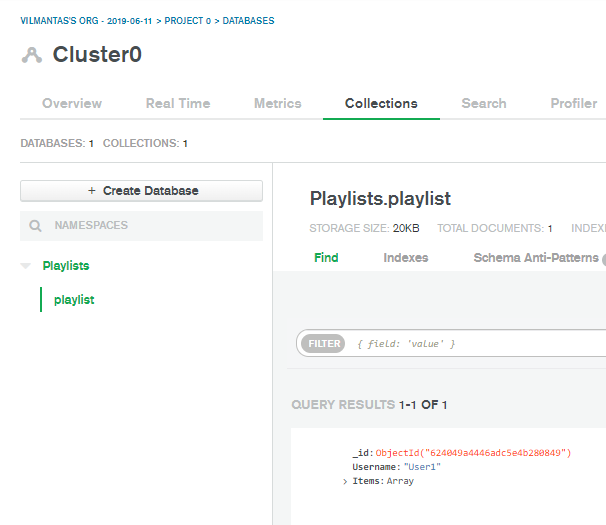 VILMANTAS'S ORG - 2019-06-11 > PROJECT 0 > DATABASES
Cluster0
Overview Real Time Metrics Collections Search Profiler
DATABASES: 1 COLLECTIONS: 1
+ Create Database
NAMESPACES
Playlists
playlist
Playlists.playlist
STORAGE SIZE: 20KB TOTAL DOCUMENTS: 1 INDEXE
Find Indexes Schema Anti-Patterns
FILTER { field: 'value' }
QUERY RESULTS 1-1 OF 1
_id: ObjectId("624049a4446adc5e4b280849")
Username: "User1"
> Items: Array